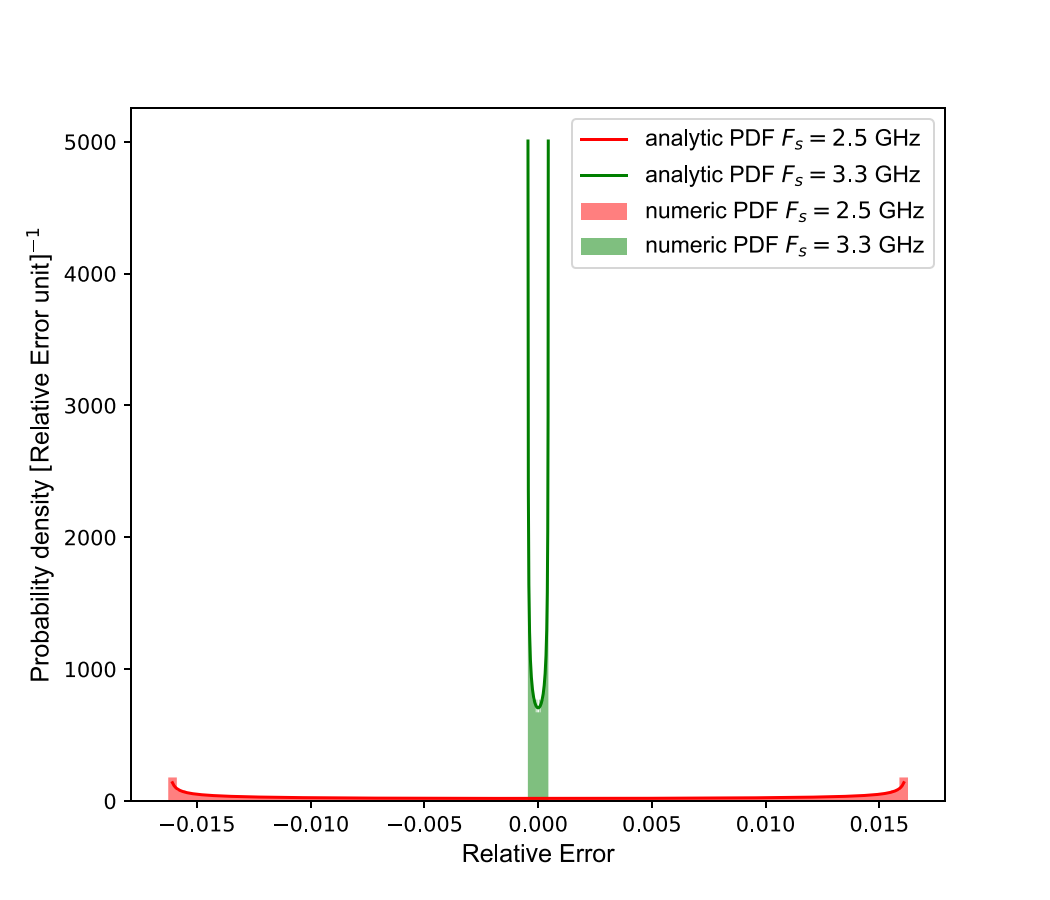 analytic PDF F_s = 2.5 GHz
analytic PDF F_s = 3.3 GHz
numeric PDF F_s = 2.5 GHz
numeric PDF F_s = 3.3 GHz
Probability density [Relative Error unit]⁻¹
5000
4000
3000
2000
1000
0
−0.015 −0.010 −0.005 0.000 0.005 0.010 0.015
Relative Error